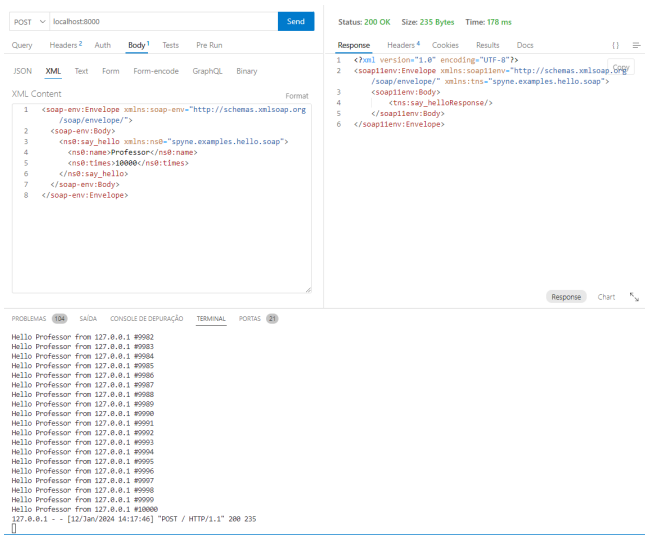 POST localhost:8000 Send
Status: 200 OK Size: 235 Bytes Time: 178 ms
Query Headers 2 Auth Body 1 Tests Pre Run
Response Headers 4 Cookies Results Docs {}
JSON XML Text Form Form-encode GraphQL Binary
XML Content Format
1 <soap-env:Envelope xmlns:soap-env="http://schemas.xmlsoap.org
/soap/envelope/">
2 <soap-env:Body>
3 <ns0:say_hello xmlns:ns0="spyne.examples.hello.soap">
4 <ns0:name>Professor</ns0:name>
5 <ns0:times>10000</ns0:times>
6 </ns0:say_hello>
7 </soap-env:Body>
8 </soap-env:Envelope>
1 <?xml version="1.0" encoding="UTF-8"?>
Copy
2 <soap11env:Envelope xmlns:soap11env="http://schemas.xmlsoap.org
/soap/envelope/" xmlns:tns="spyne.examples.hello.soap">
3 <soap11env:Body>
4 <tns:say_helloResponse/>
5 </soap11env:Body>
6 </soap11env:Envelope>
Response Chart
PROBLEMAS 104 SAÍDA CONSOLE DE DEPURAÇÃO TERMINAL PORTAS 21
Hello Professor from 127.0.0.1 #9982
Hello Professor from 127.0.0.1 #9983
Hello Professor from 127.0.0.1 #9984
Hello Professor from 127.0.0.1 #9985
Hello Professor from 127.0.0.1 #9986
Hello Professor from 127.0.0.1 #9987
Hello Professor from 127.0.0.1 #9988
Hello Professor from 127.0.0.1 #9989
Hello Professor from 127.0.0.1 #9990
Hello Professor from 127.0.0.1 #9991
Hello Professor from 127.0.0.1 #9992
Hello Professor from 127.0.0.1 #9993
Hello Professor from 127.0.0.1 #9994
Hello Professor from 127.0.0.1 #9995
Hello Professor from 127.0.0.1 #9996
Hello Professor from 127.0.0.1 #9997
Hello Professor from 127.0.0.1 #9998
Hello Professor from 127.0.0.1 #9999
Hello Professor from 127.0.0.1 #10000
127.0.0.1 - - [12/Jan/2024 14:17:46] "POST / HTTP/1.1" 200 235